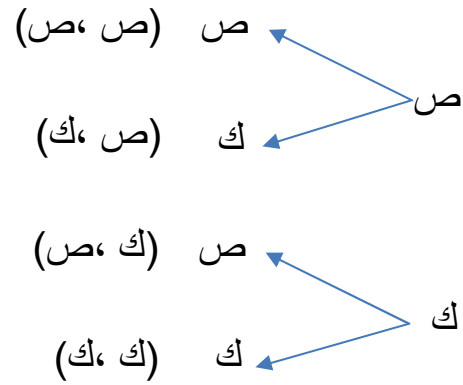 ص (ص ،ص)
ص
ك (ص ،ك)
ص (ك ،ص)
ك
ك (ك ،ك)